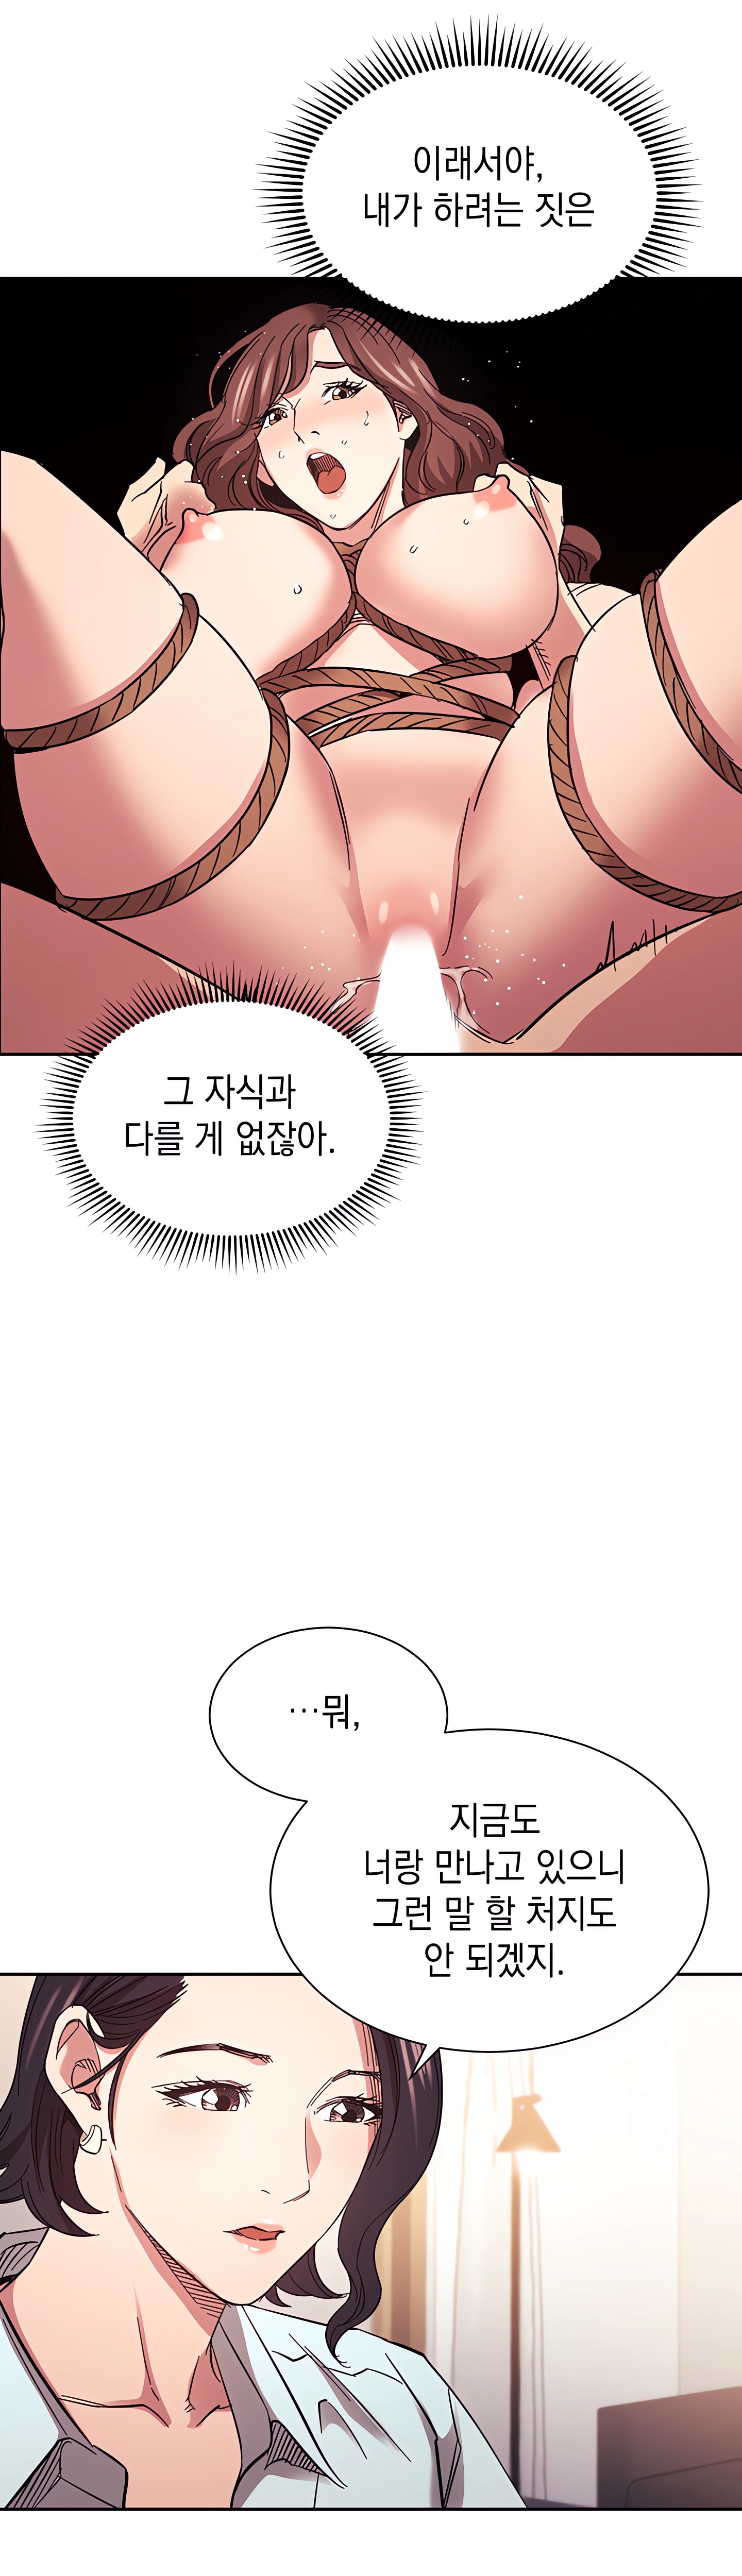 이래서야,
내가 하려는 짓은
그 자식과
다를 게 없잖아.
…뭐,
지금도
너랑 만나고 있으니
그런 말 할 처지도
안 되겠지.